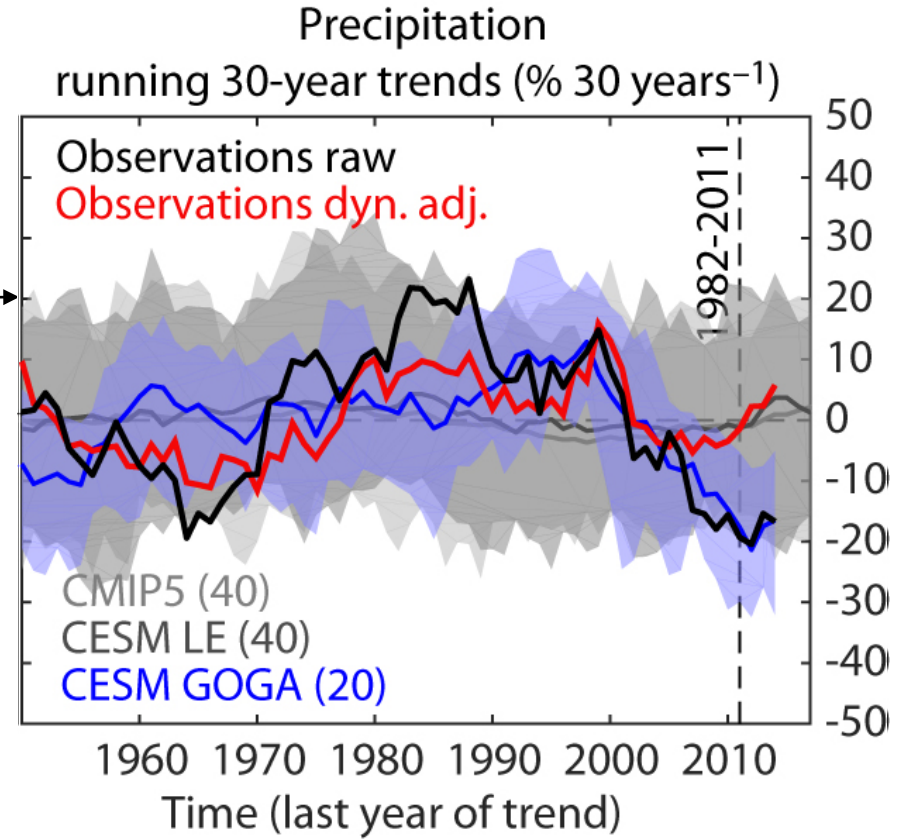 Precipitation
running 30-year trends (% 30 years⁻¹)
Observations raw
Observations dyn. adj.
1982-2011
CMIP5 (40)
CESM LE (40)
CESM GOGA (20)
50
40
30
20
10
0
-10
-20
-30
-40
-50
1960 1970 1980 1990 2000 2010
Time (last year of trend)